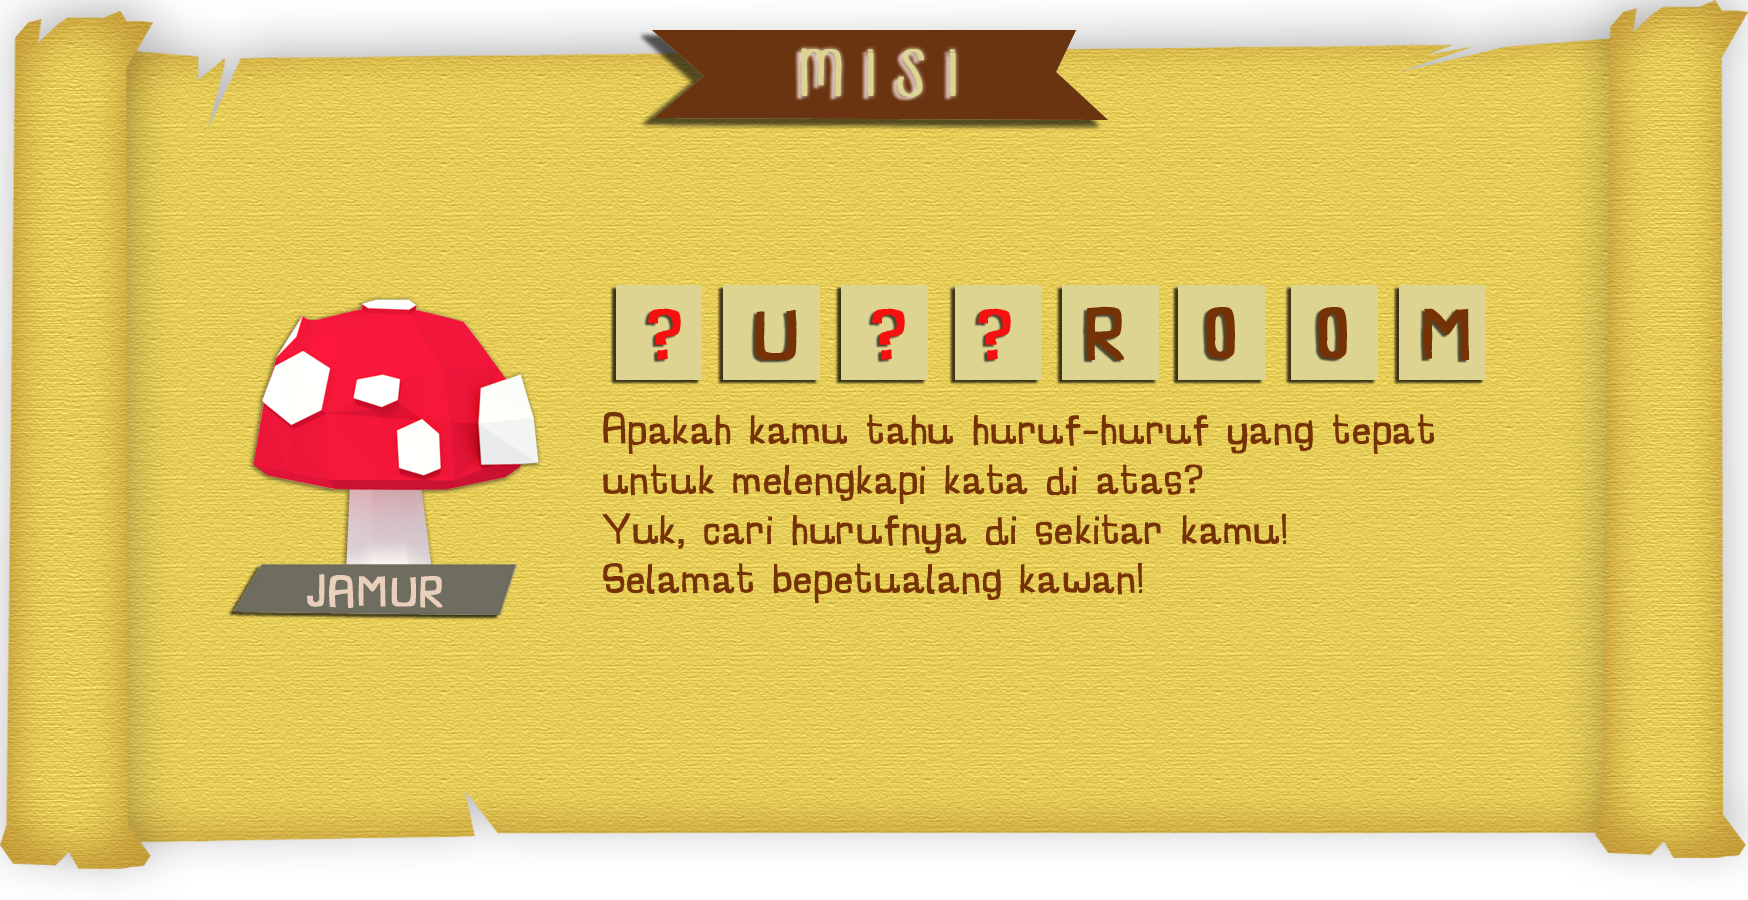 MISI
?U??ROOM
Apakah kamu tahu huruf-huruf yang tepat
untuk melengkapi kata di atas?
Yuk, cari hurufnya di sekitar kamu!
Selamat bepetualang kawan!
JAMUR